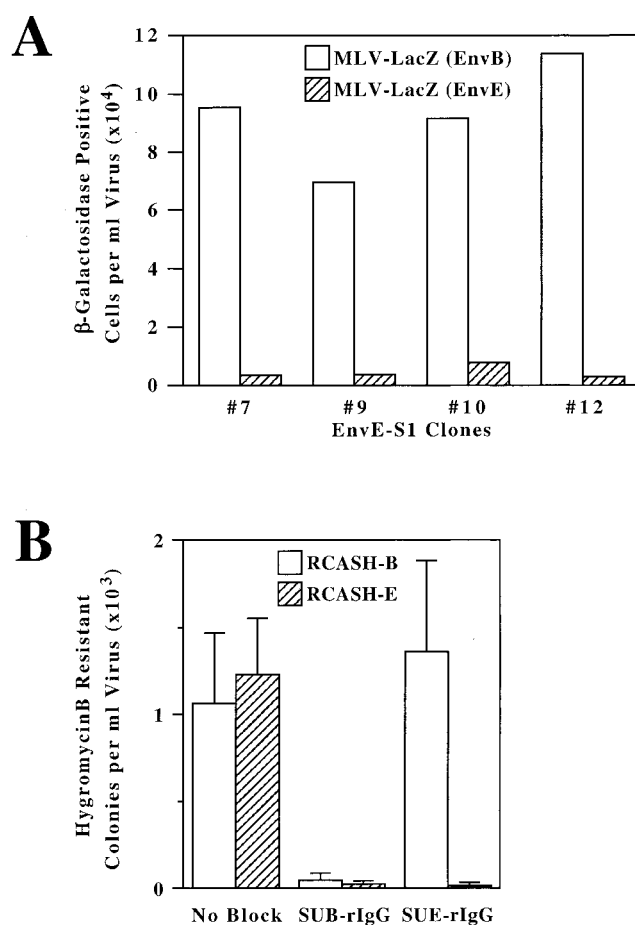 A
12
10
8
6
4
2
0
β-Galactosidase Positive
Cells per ml Virus (x10⁴)
MLV-LacZ (EnvB)
MLV-LacZ (EnvE)
#7 #9 #10 #12
EnvE-S1 Clones
B
2
1
0
HygromycinB Resistant
Colonies per ml Virus (x10³)
RCASH-B
RCASH-E
No Block SUB-rIgG SUE-rIgG